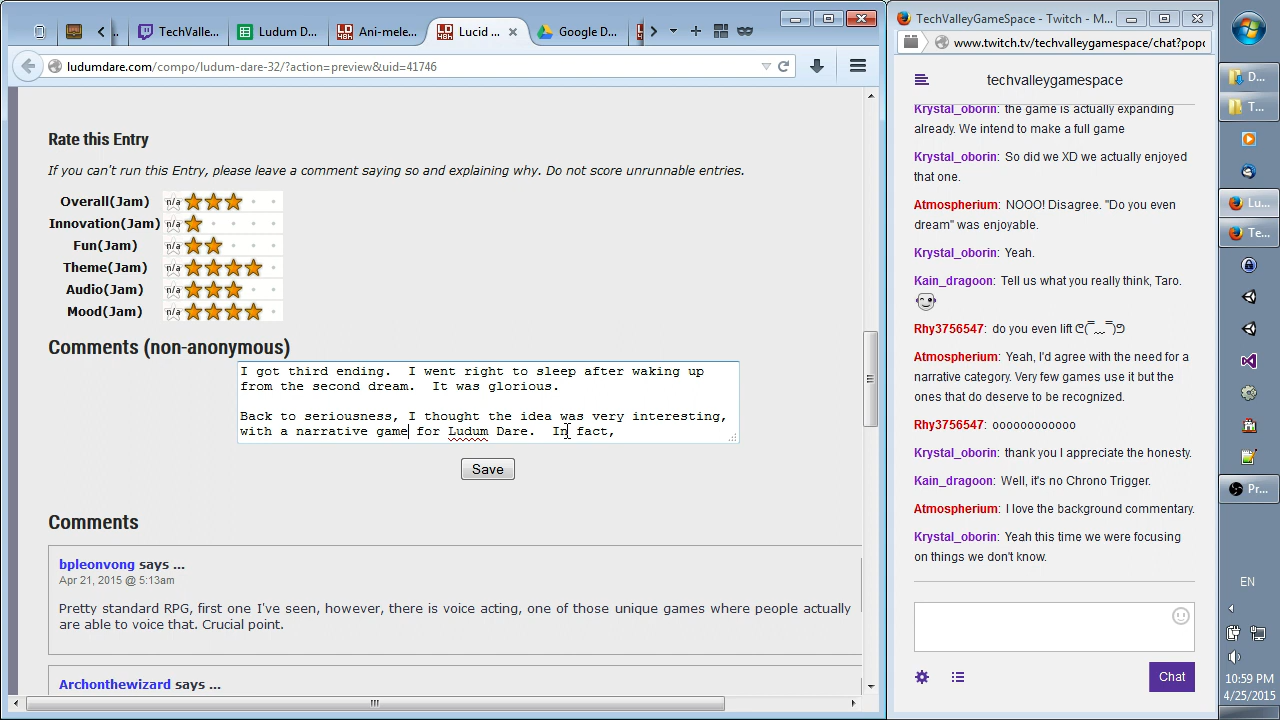 TechValle...
Ludum D...
Ani-mele...
Lucid ...
Google D...
ludumdare.com/compo/ludum-dare-32/?action=preview&uid=41746
Rate this Entry
If you can't run this Entry, please leave a comment saying so and explaining why. Do not score unrunnable entries.
Overall(Jam) n/a
Innovation(Jam) n/a
Fun(Jam) n/a
Theme(Jam) n/a
Audio(Jam) n/a
Mood(Jam) n/a
Comments (non-anonymous)
I got third ending.  I went right to sleep after waking up
from the second dream.  It was glorious.
Back to seriousness, I thought the idea was very interesting,
with a narrative game for Ludum Dare.  In fact,
Save
Comments
bpleonvong says ...
Apr 21, 2015 @ 5:13am
Pretty standard RPG, first one I've seen, however, there is voice acting, one of those unique games where people actually
are able to voice that. Crucial point.
Archonthewizard says ...
TechValleyGameSpace - Twitch - M...
www.twitch.tv/techvalleygamespace/chat?popo
techvalleygamespace
Krystal_oborin: the game is actually expanding
already. We intend to make a full game
Krystal_oborin: So did we XD we actually enjoyed
that one.
Atmospherium: NOOO! Disagree. "Do you even
dream" was enjoyable.
Krystal_oborin: Yeah.
Kain_dragoon: Tell us what you really think, Taro.
Rhy3756547: do you even lift
Atmospherium: Yeah, I'd agree with the need for a
narrative category. Very few games use it but the
ones that do deserve to be recognized.
Rhy3756547: oooooooooooo
Krystal_oborin: thank you I appreciate the honesty.
Kain_dragoon: Well, it's no Chrono Trigger.
Atmospherium: I love the background commentary.
Krystal_oborin: Yeah this time we were focusing
on things we don't know.
Chat
D...
T...
Lu...
Te...
Pr...
EN
10:59 PM
4/25/2015